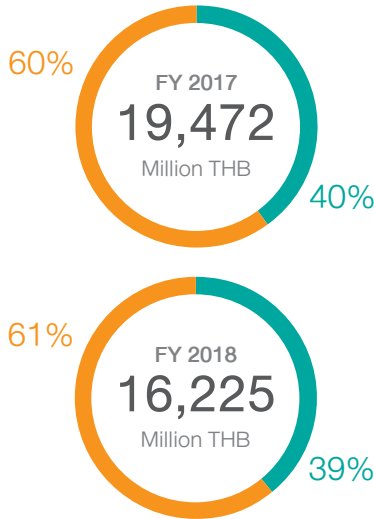 60%
FY 2017
19,472
Million THB
40%
61%
FY 2018
16,225
Million THB
39%